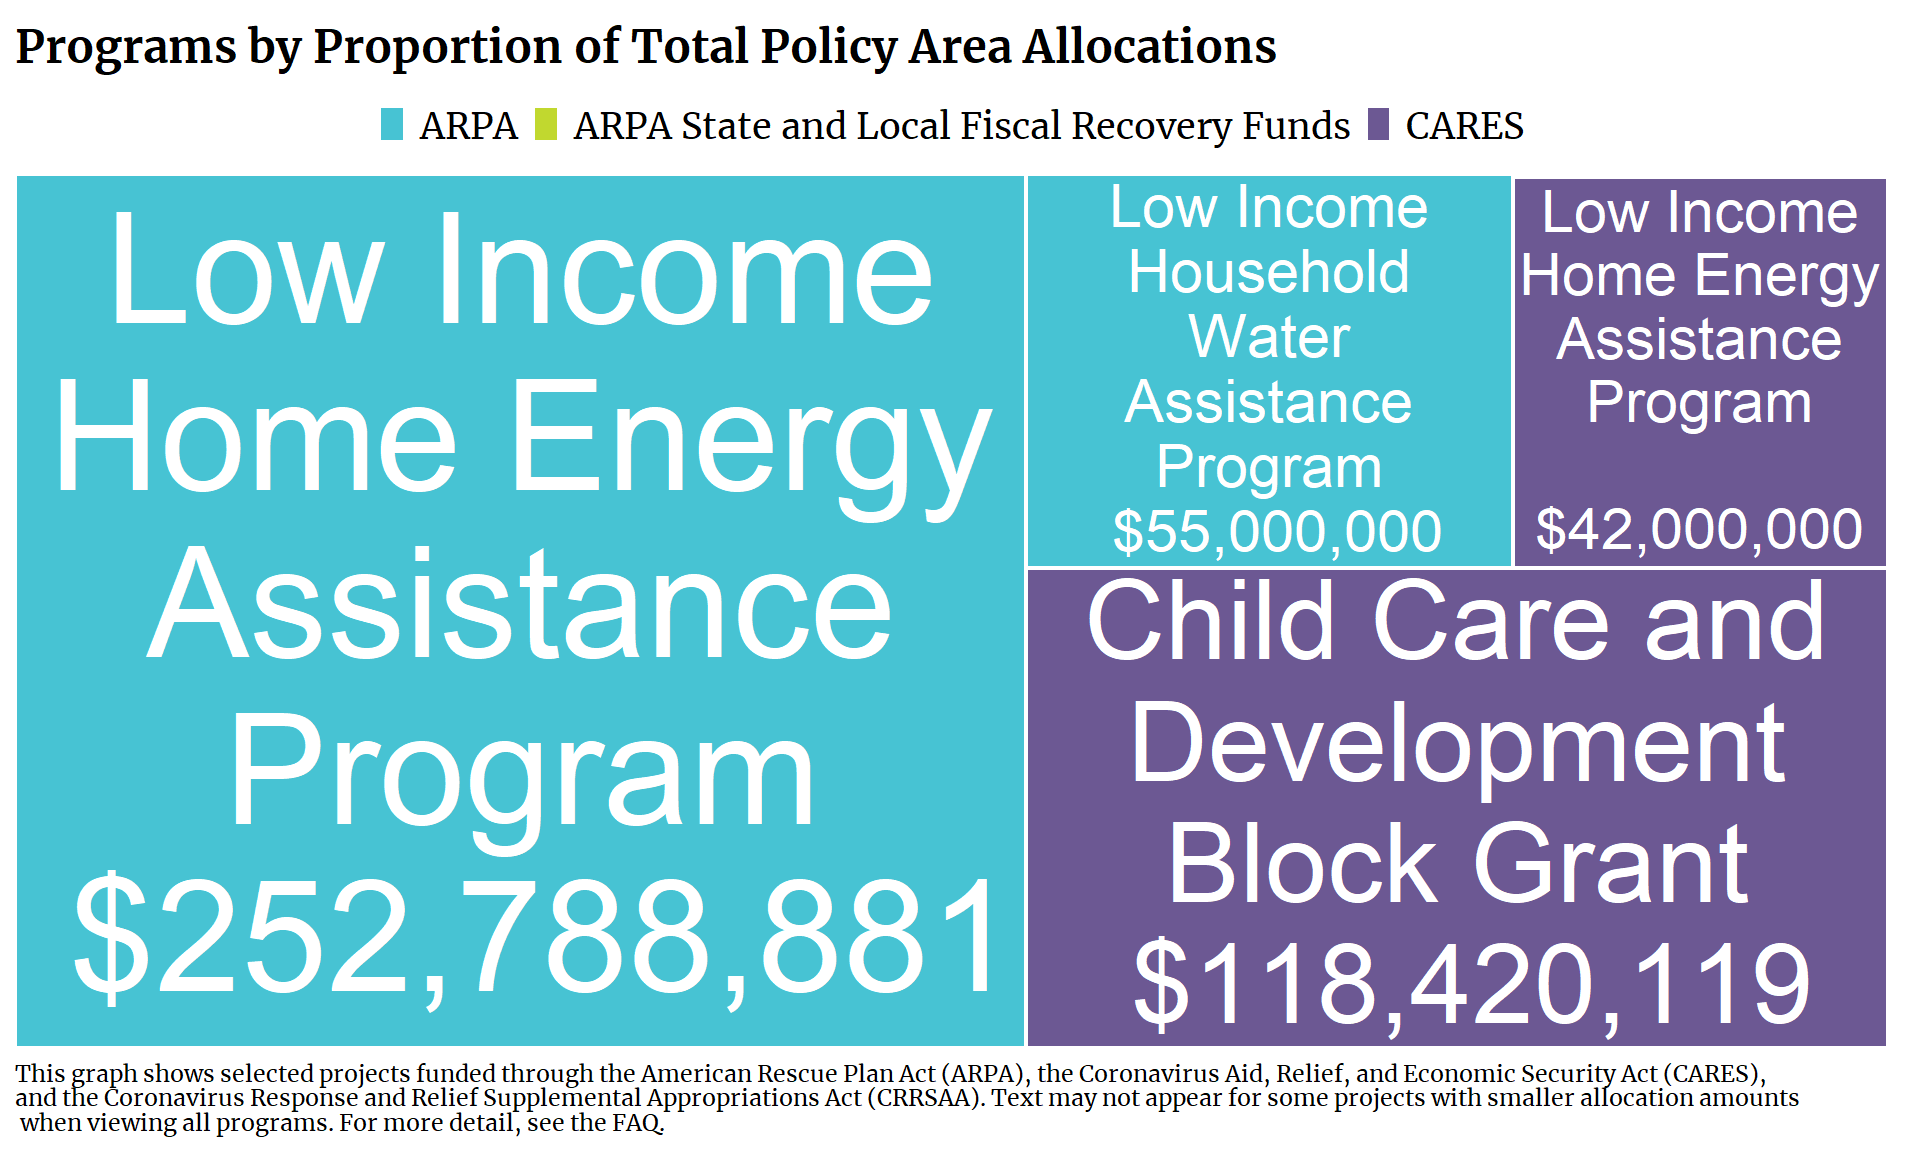 Programs by Proportion of Total Policy Area Allocations
ARPA ARPA State and Local Fiscal Recovery Funds CARES
Low Income
Home Energy
Assistance
Program
$252,788,881
Low Income
Household
Water
Assistance
Program
$55,000,000
Low Income
Home Energy
Assistance
Program
$42,000,000
Child Care and
Development
Block Grant
$118,420,119
This graph shows selected projects funded through the American Rescue Plan Act (ARPA), the Coronavirus Aid, Relief, and Economic Security Act (CARES),
and the Coronavirus Response and Relief Supplemental Appropriations Act (CRRSAA). Text may not appear for some projects with smaller allocation amounts
when viewing all programs. For more detail, see the FAQ.